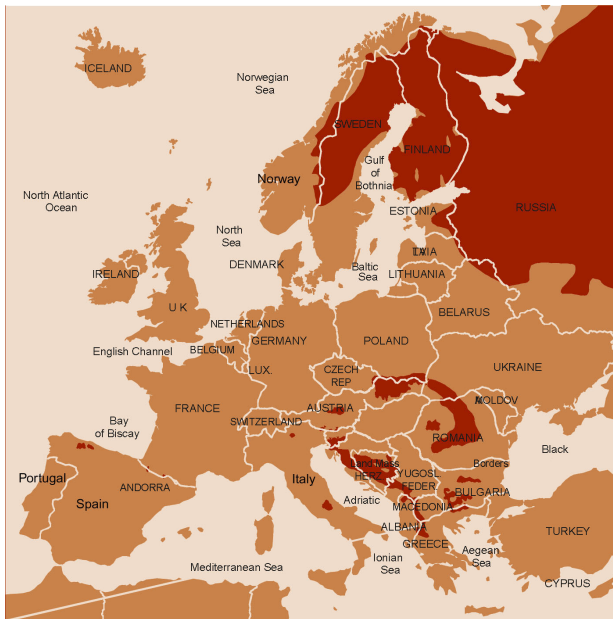 ICELAND
Norwegian
Sea
SWEDEN
FINLAND
Gulf
of
Bothnia
Norway
North Atlantic
Ocean
ESTONIA
RUSSIA
North
Sea
DENMARK
Baltic
Sea
LITHUANIA
IRELAND
U K
BELARUS
NETHERLANDS
GERMANY
POLAND
English Channel
BELGIUM
LUX.
CZECH
REP
UKRAINE
MOLDOV
FRANCE
AUSTRIA
SWITZERLAND
Bay
of Biscay
ROMANIA
Black
Land Mass
HERZ
YUGOSL
FEDER
Borders
BULGARIA
Portugal
Spain
ANDORRA
Italy
Adriatic
MACEDONIA
ALBANIA
GREECE
TURKEY
Ionian
Sea
Aegean
Sea
Mediterranean Sea
CYPRUS